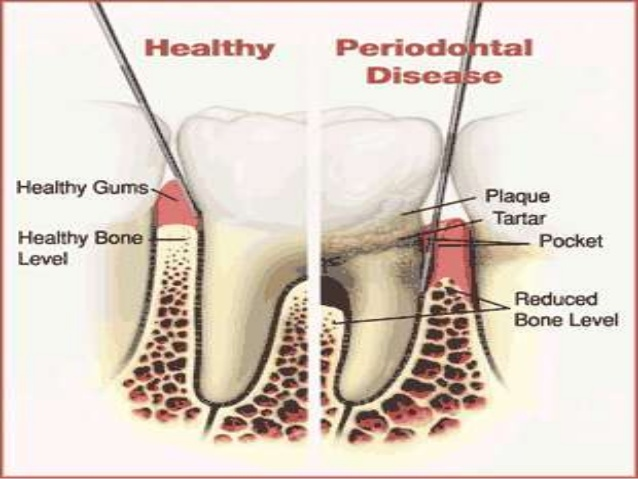 Healthy
Periodontal
Disease
Healthy Gums
Healthy Bone
Level
Plaque
Tartar
Pocket
Reduced
Bone Level